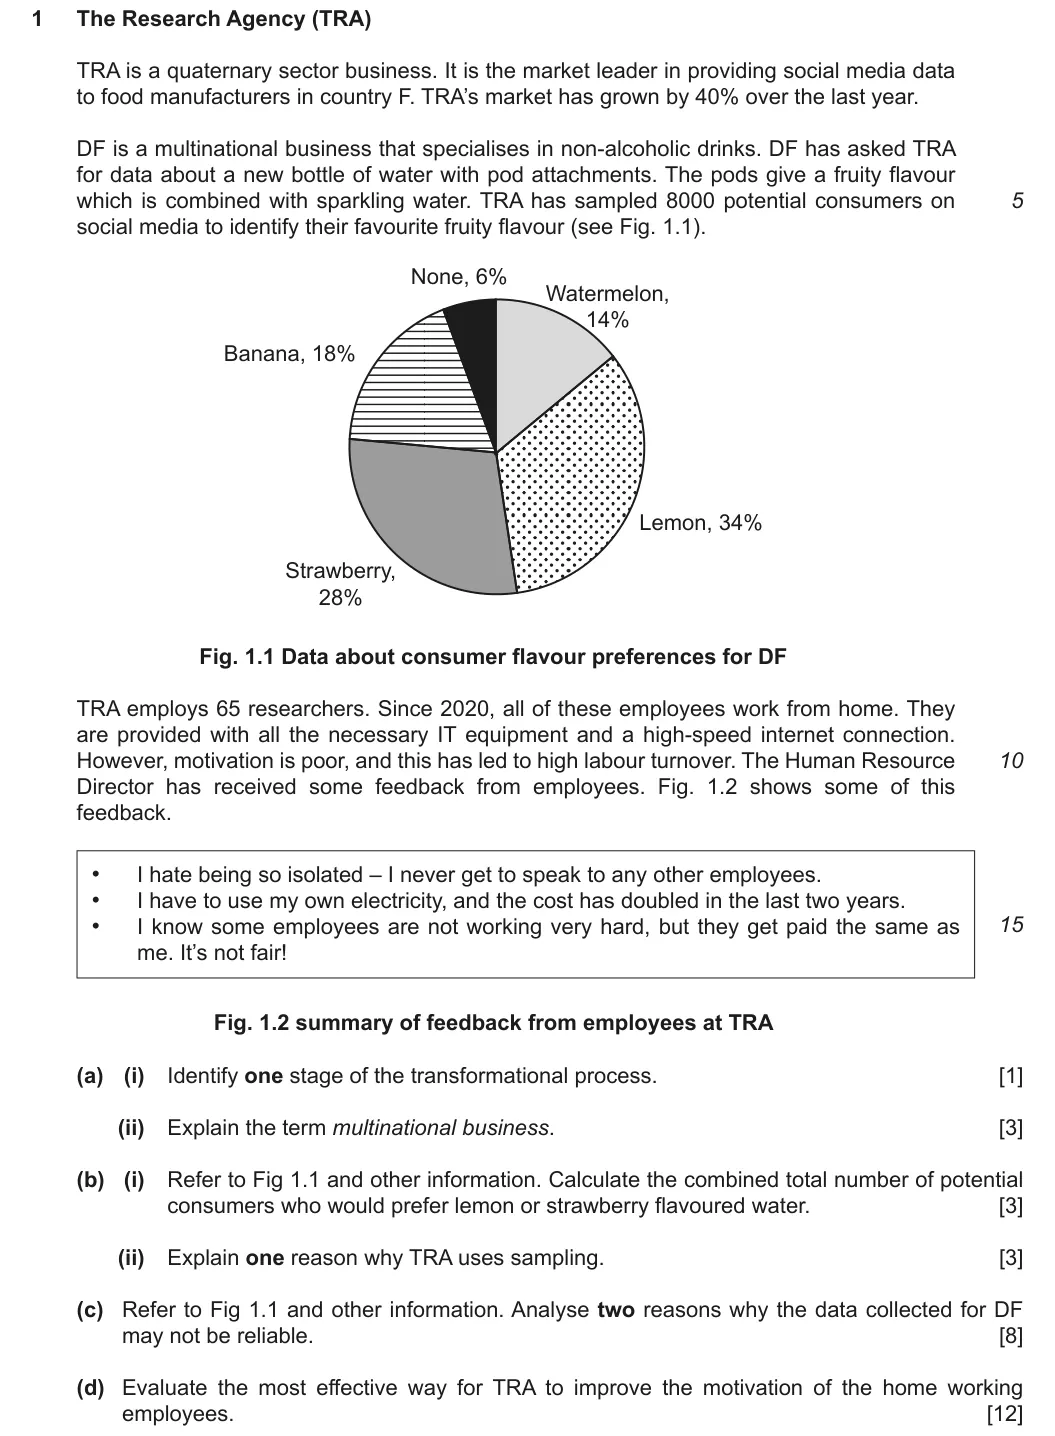 1 The Research Agency (TRA)
TRA is a quaternary sector business. It is the market leader in providing social media data
to food manufacturers in country F. TRA’s market has grown by 40% over the last year.
DF is a multinational business that specialises in non-alcoholic drinks. DF has asked TRA
for data about a new bottle of water with pod attachments. The pods give a fruity flavour
which is combined with sparkling water. TRA has sampled 8000 potential consumers on 5
social media to identify their favourite fruity flavour (see Fig. 1.1).
None, 6%
Watermelon,
14%
Banana, 18%
Lemon, 34%
Strawberry,
28%
Fig. 1.1 Data about consumer flavour preferences for DF
TRA employs 65 researchers. Since 2020, all of these employees work from home. They
are provided with all the necessary IT equipment and a high-speed internet connection.
However, motivation is poor, and this has led to high labour turnover. The Human Resource 10
Director has received some feedback from employees. Fig. 1.2 shows some of this
feedback.
• I hate being so isolated – I never get to speak to any other employees.
• I have to use my own electricity, and the cost has doubled in the last two years.
• I know some employees are not working very hard, but they get paid the same as 15
me. It’s not fair!
Fig. 1.2 summary of feedback from employees at TRA
(a) (i) Identify one stage of the transformational process. [1]
(ii) Explain the term multinational business. [3]
(b) (i) Refer to Fig 1.1 and other information. Calculate the combined total number of potential
consumers who would prefer lemon or strawberry flavoured water. [3]
(ii) Explain one reason why TRA uses sampling. [3]
(c) Refer to Fig 1.1 and other information. Analyse two reasons why the data collected for DF
may not be reliable. [8]
(d) Evaluate the most effective way for TRA to improve the motivation of the home working
employees. [12]